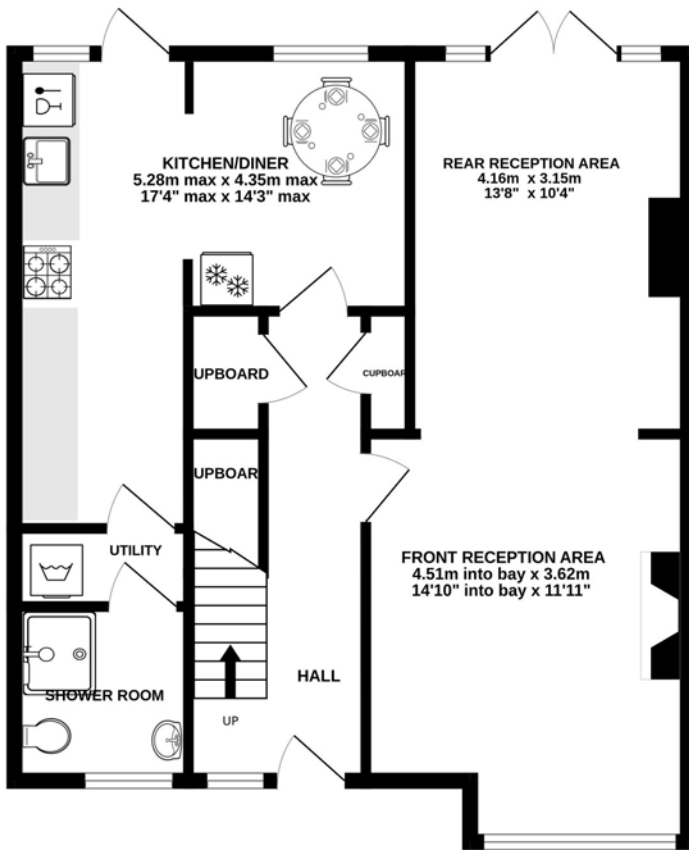 KITCHEN/DINER
5.28m max x 4.35m max
17'4" max x 14'3" max
REAR RECEPTION AREA
4.16m x 3.15m
13'8" x 10'4"
UPBOARD
CUPBOAR
UPBOAR
UTILITY
FRONT RECEPTION AREA
4.51m into bay x 3.62m
14'10" into bay x 11'11"
SHOWER ROOM
HALL
UP